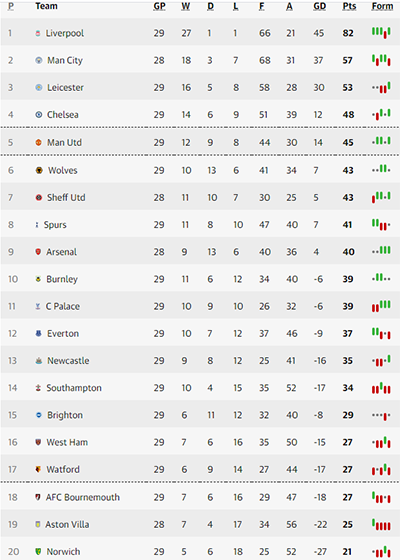 P Team GP W D L F A GD Pts Form
1 Liverpool 29 27 1 1 66 21 45 82
2 Man City 28 18 3 7 68 31 37 57
3 Leicester 29 16 5 8 58 28 30 53
4 Chelsea 29 14 6 9 51 39 12 48
5 Man Utd 29 12 9 8 44 30 14 45
6 Wolves 29 10 13 6 41 34 7 43
7 Sheff Utd 28 11 10 7 30 25 5 43
8 Spurs 29 11 8 10 47 40 7 41
9 Arsenal 28 9 13 6 40 36 4 40
10 Burnley 29 11 6 12 34 40 -6 39
11 C Palace 29 10 9 10 26 32 -6 39
12 Everton 29 10 7 12 37 46 -9 37
13 Newcastle 29 9 8 12 25 41 -16 35
14 Southampton 29 10 4 15 35 52 -17 34
15 Brighton 29 6 11 12 32 40 -8 29
16 West Ham 29 7 6 16 35 50 -15 27
17 Watford 29 6 9 14 27 44 -17 27
18 AFC Bournemouth 29 7 6 16 29 47 -18 27
19 Aston Villa 28 7 4 17 34 56 -22 25
20 Norwich 29 5 6 18 25 52 -27 21